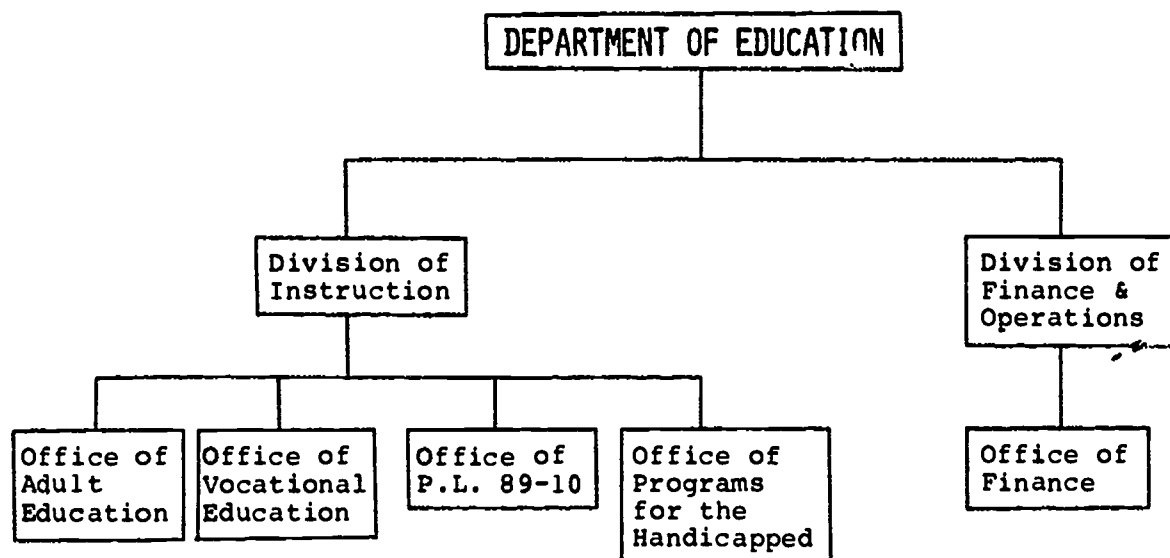 DEPARTMENT OF EDUCATION
Division of
Instruction
Division of
Finance &
Operations
Office of
Adult
Education
Office of
Vocational
Education
Office of
P.L. 89-10
Office of
Programs
for the
Handicapped
Office of
Finance